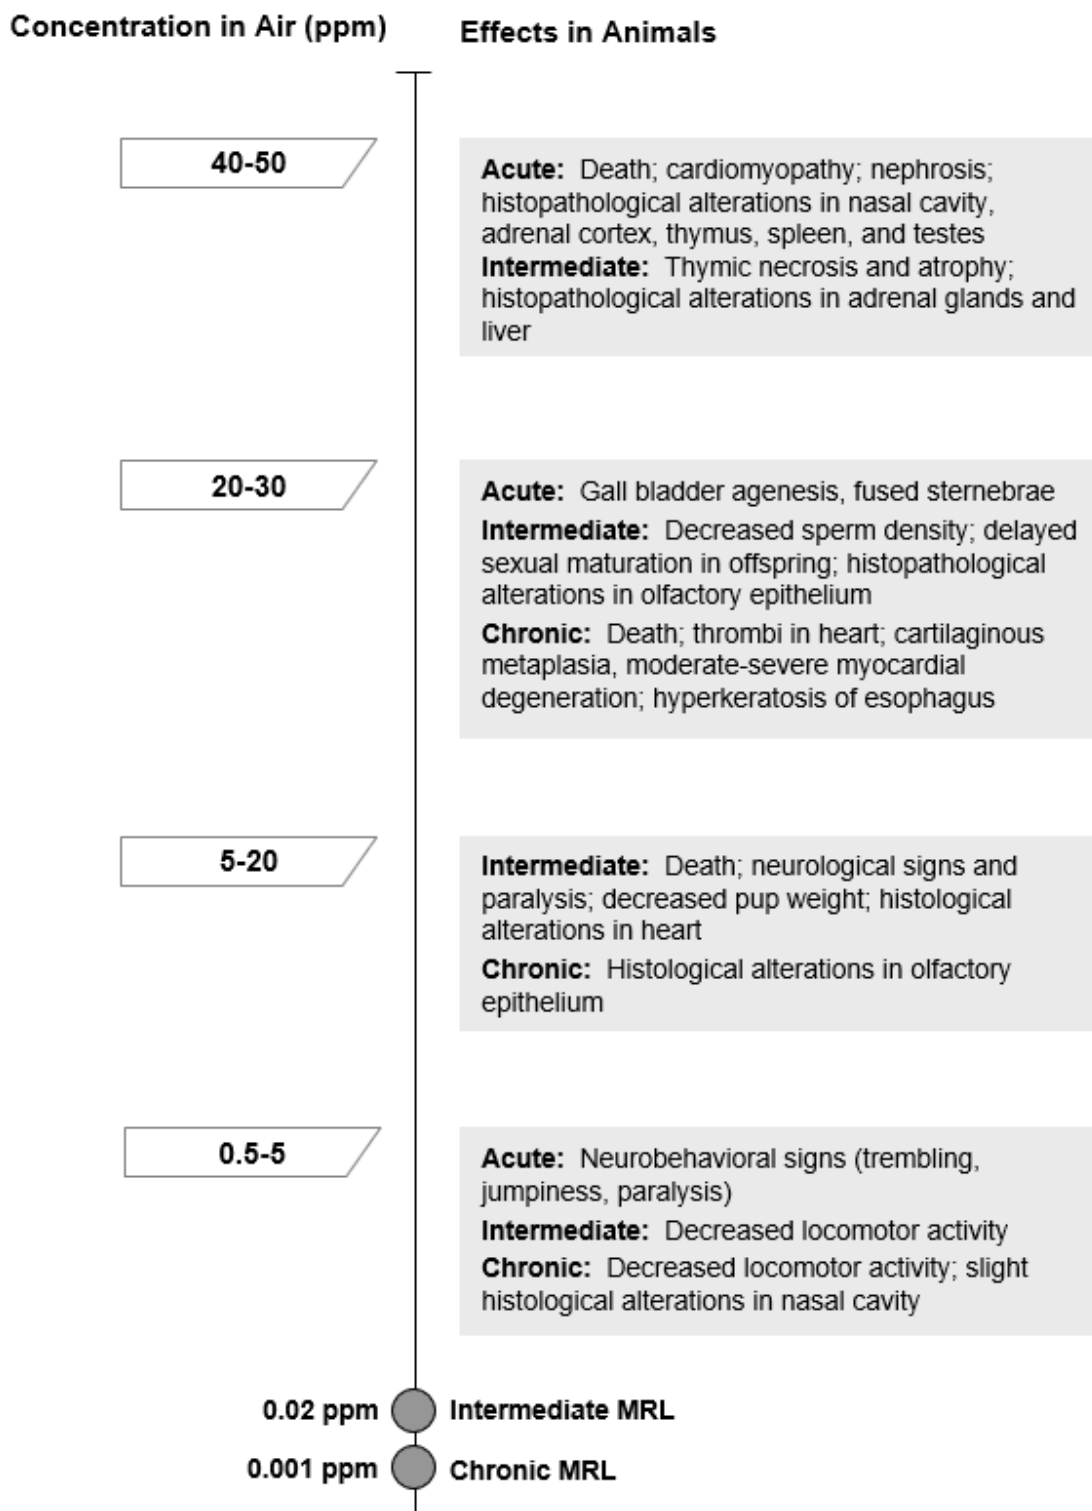 Concentration in Air (ppm)
Effects in Animals
40-50
Acute: Death; cardiomyopathy; nephrosis;
histopathological alterations in nasal cavity,
adrenal cortex, thymus, spleen, and testes
Intermediate: Thymic necrosis and atrophy;
histopathological alterations in adrenal glands and
liver
20-30
Acute: Gall bladder agenesis, fused sternebrae
Intermediate: Decreased sperm density; delayed
sexual maturation in offspring; histopathological
alterations in olfactory epithelium
Chronic: Death; thrombi in heart; cartilaginous
metaplasia, moderate-severe myocardial
degeneration; hyperkeratosis of esophagus
5-20
Intermediate: Death; neurological signs and
paralysis; decreased pup weight; histological
alterations in heart
Chronic: Histological alterations in olfactory
epithelium
0.5-5
Acute: Neurobehavioral signs (trembling,
jumpiness, paralysis)
Intermediate: Decreased locomotor activity
Chronic: Decreased locomotor activity; slight
histological alterations in nasal cavity
0.02 ppm Intermediate MRL
0.001 ppm Chronic MRL